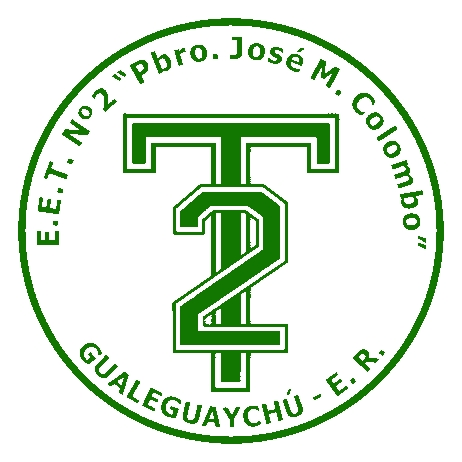 E.E.T. Nº2 "Pbro. José M. Colombo"
T
2
GUALEGUAYCHÚ - E. R.